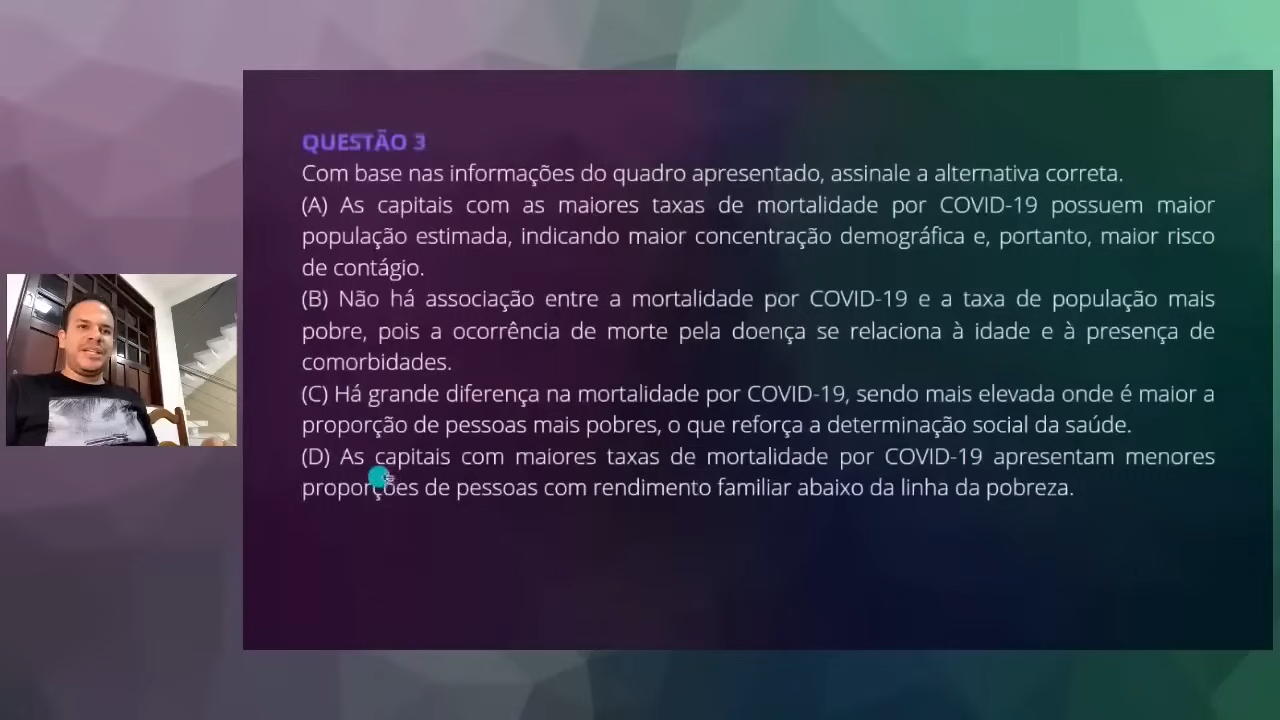 QUESTÃO 3
Com base nas informações do quadro apresentado, assinale a alternativa correta.
(A) As capitais com as maiores taxas de mortalidade por COVID-19 possuem maior
população estimada, indicando maior concentração demográfica e, portanto, maior risco
de contágio.
(B) Não há associação entre a mortalidade por COVID-19 e a taxa de população mais
pobre, pois a ocorrência de morte pela doença se relaciona à idade e à presença de
comorbidades.
(C) Há grande diferença na mortalidade por COVID-19, sendo mais elevada onde é maior a
proporção de pessoas mais pobres, o que reforça a determinação social da saúde.
(D) As capitais com maiores taxas de mortalidade por COVID-19 apresentam menores
proporções de pessoas com rendimento familiar abaixo da linha da pobreza.